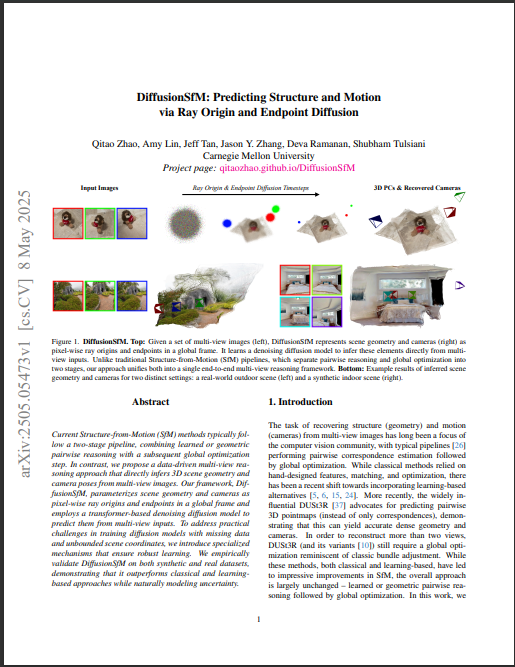 DiffusionSfM: Predicting Structure and Motion
via Ray Origin and Endpoint Diffusion
Qitao Zhao, Amy Lin, Jeff Tan, Jason Y. Zhang, Deva Ramanan, Shubham Tulsiani
Carnegie Mellon University
Project page: qitaozhao.github.io/DiffusionSfM
arXiv:2505.05473v1 [cs.CV] 8 May 2025
Input Images
Ray Origin & Endpoint Diffusion Timesteps
3D PCs & Recovered Cameras
Figure 1. DiffusionSfM. Top: Given a set of multi-view images (left), DiffusionSfM represents scene geometry and cameras (right) as
pixel-wise ray origins and endpoints in a global frame. It learns a denoising diffusion model to infer these elements directly from multi-
view inputs. Unlike traditional Structure-from-Motion (SfM) pipelines, which separate pairwise reasoning and global optimization into
two stages, our approach unifies both into a single end-to-end multi-view reasoning framework. Bottom: Example results of inferred scene
geometry and cameras for two distinct settings: a real-world outdoor scene (left) and a synthetic indoor scene (right).
Abstract
Current Structure-from-Motion (SfM) methods typically fol-
low a two-stage pipeline, combining learned or geometric
pairwise reasoning with a subsequent global optimization
step. In contrast, we propose a data-driven multi-view rea-
soning approach that directly infers 3D scene geometry and
camera poses from multi-view images. Our framework, Dif-
fusionSfM, parameterizes scene geometry and cameras as
pixel-wise ray origins and endpoints in a global frame and
employs a transformer-based denoising diffusion model to
predict them from multi-view inputs. To address practical
challenges in training diffusion models with missing data
and unbounded scene coordinates, we introduce specialized
mechanisms that ensure robust learning. We empirically
validate DiffusionSfM on both synthetic and real datasets,
demonstrating that it outperforms classical and learning-
based approaches while naturally modeling uncertainty.
1. Introduction
The task of recovering structure (geometry) and motion
(cameras) from multi-view images has long been a focus of
the computer vision community, with typical pipelines [26]
performing pairwise correspondence estimation followed
by global optimization. While classical methods relied on
hand-designed features, matching, and optimization, there
has been a recent shift towards incorporating learning-based
alternatives [5, 6, 15, 24]. More recently, the widely in-
fluential DUSt3R [37] advocates for predicting pairwise
3D pointmaps (instead of only correspondences), demon-
strating that this can yield accurate dense geometry and
cameras. In order to reconstruct more than two views,
DUSt3R (and its variants [10]) still require a global opti-
mization reminiscent of classic bundle adjustment. While
these methods, both classical and learning-based, have led
to impressive improvements in SfM, the overall approach
is largely unchanged – learned or geometric pairwise rea-
soning followed by global optimization. In this work, we
1